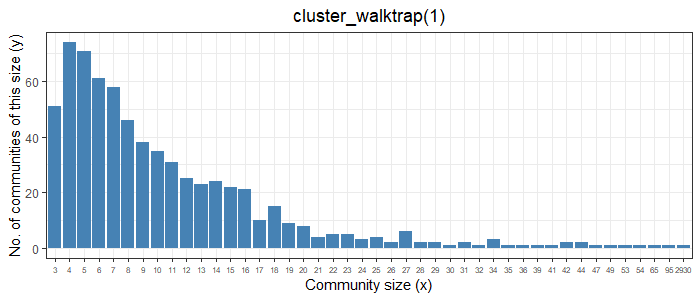 cluster_walktrap(1)
No. of communities of this size (y)
60
40
20
0
3 4 5 6 7 8 9 10 11 12 13 14 15 16 17 18 19 20 21 22 23 24 25 26 27 28 29 30 31 32 34 35 36 39 41 42 44 47 49 53 54 65 95 2930
Community size (x)